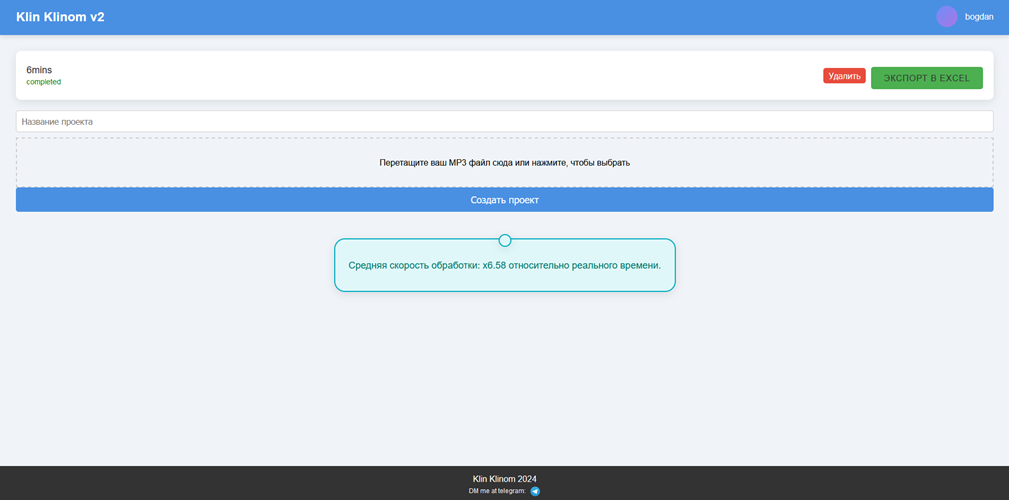 Klin Klinom v2
bogdan
6mins
completed
Удалить
ЭКСПОРТ В EXCEL
Название проекта
Перетащите ваш MP3 файл сюда или нажмите, чтобы выбрать
Создать проект
Средняя скорость обработки: x6.58 относительно реального времени.
Klin Klinom 2024
DM me at telegram: